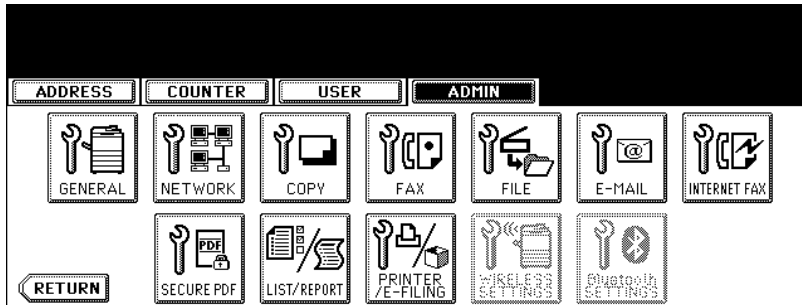 ADDRESS COUNTER USER ADMIN
GENERAL NETWORK COPY FAX FILE E-MAIL INTERNET FAX
@
PDF
SECURE PDF LIST/REPORT PRINTER /E-FILING WIRELESS SETTINGS Bluetooth SETTINGS
RETURN